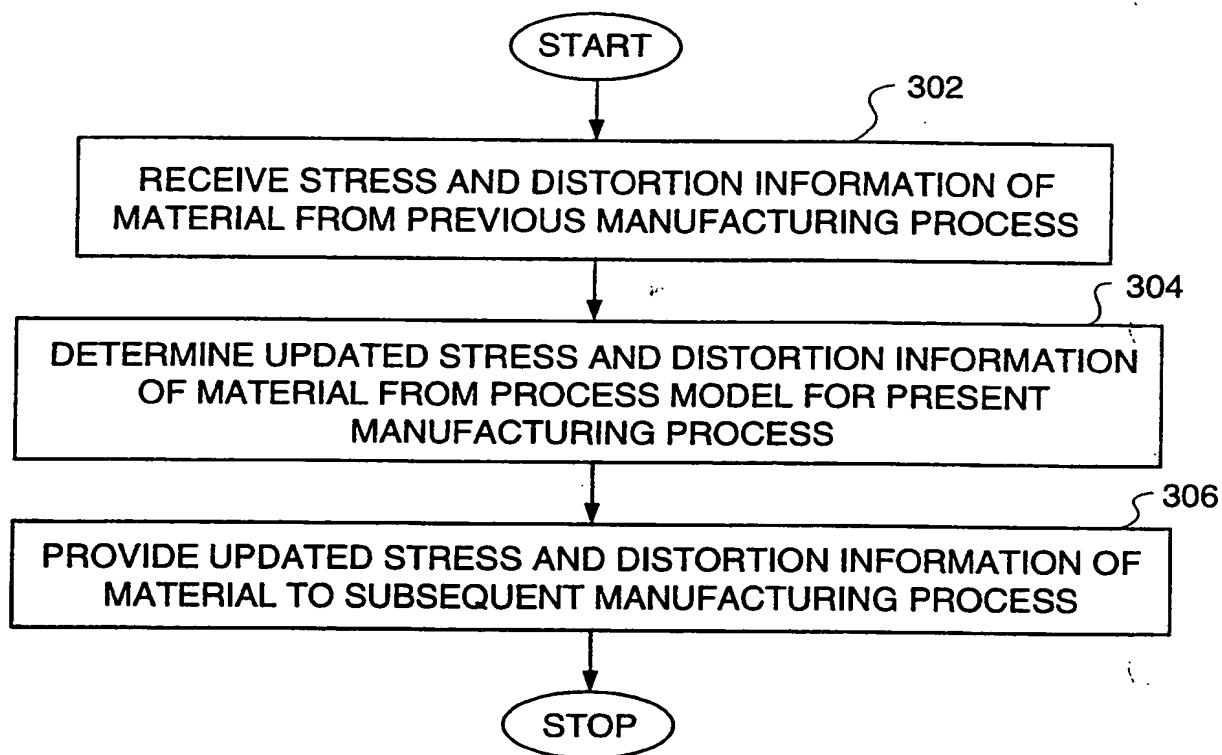 START
302
RECEIVE STRESS AND DISTORTION INFORMATION OF
MATERIAL FROM PREVIOUS MANUFACTURING PROCESS
304
DETERMINE UPDATED STRESS AND DISTORTION INFORMATION
OF MATERIAL FROM PROCESS MODEL FOR PRESENT
MANUFACTURING PROCESS
306
PROVIDE UPDATED STRESS AND DISTORTION INFORMATION OF
MATERIAL TO SUBSEQUENT MANUFACTURING PROCESS
STOP